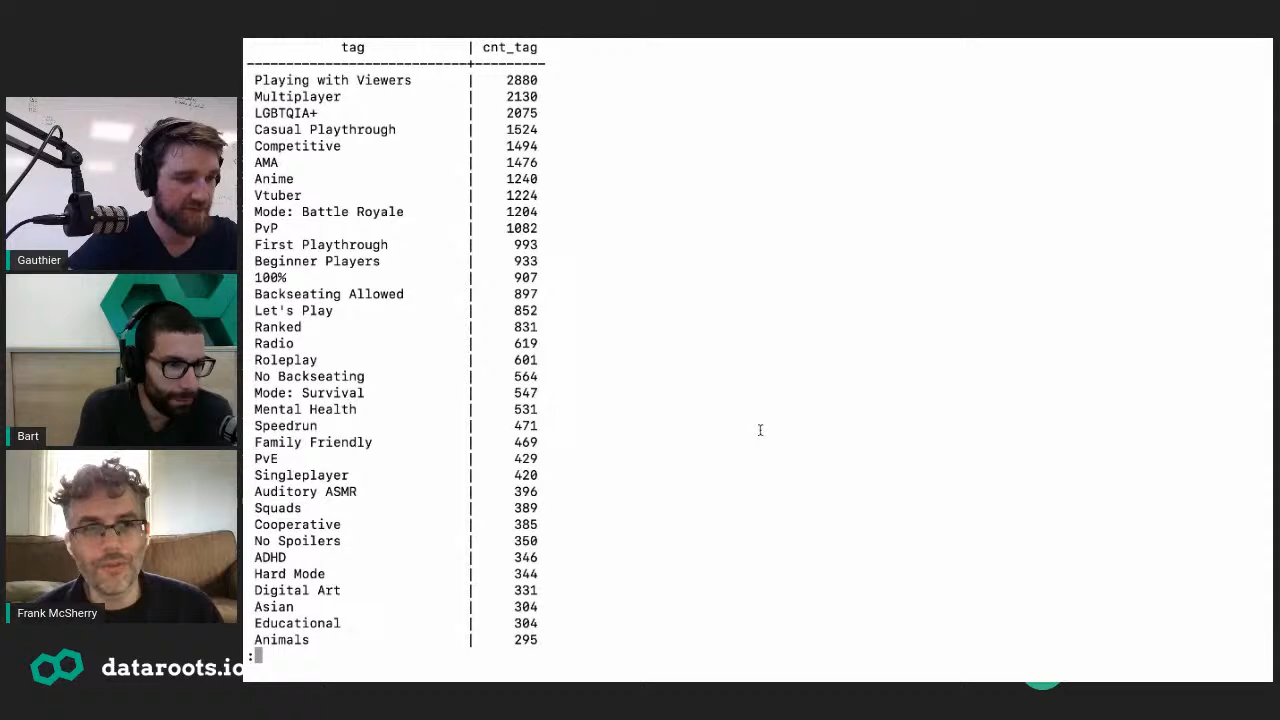 tag | cnt_tag
-----------------------------+---------
Playing with Viewers | 2880
Multiplayer | 2130
LGBTQIA+ | 2075
Casual Playthrough | 1524
Competitive | 1494
AMA | 1476
Anime | 1240
Vtuber | 1224
Mode: Battle Royale | 1204
PvP | 1082
First Playthrough | 993
Beginner Players | 933
100% | 907
Backseating Allowed | 897
Let's Play | 852
Ranked | 831
Radio | 619
Roleplay | 601
No Backseating | 564
Mode: Survival | 547
Mental Health | 531
Speedrun | 471
Family Friendly | 469
PvE | 429
Singleplayer | 420
Auditory ASMR | 396
Squads | 389
Cooperative | 385
No Spoilers | 350
ADHD | 346
Hard Mode | 344
Digital Art | 331
Asian | 304
Educational | 304
Animals | 295
:
Gauthier
Bart
Frank McSherry
dataroots.io